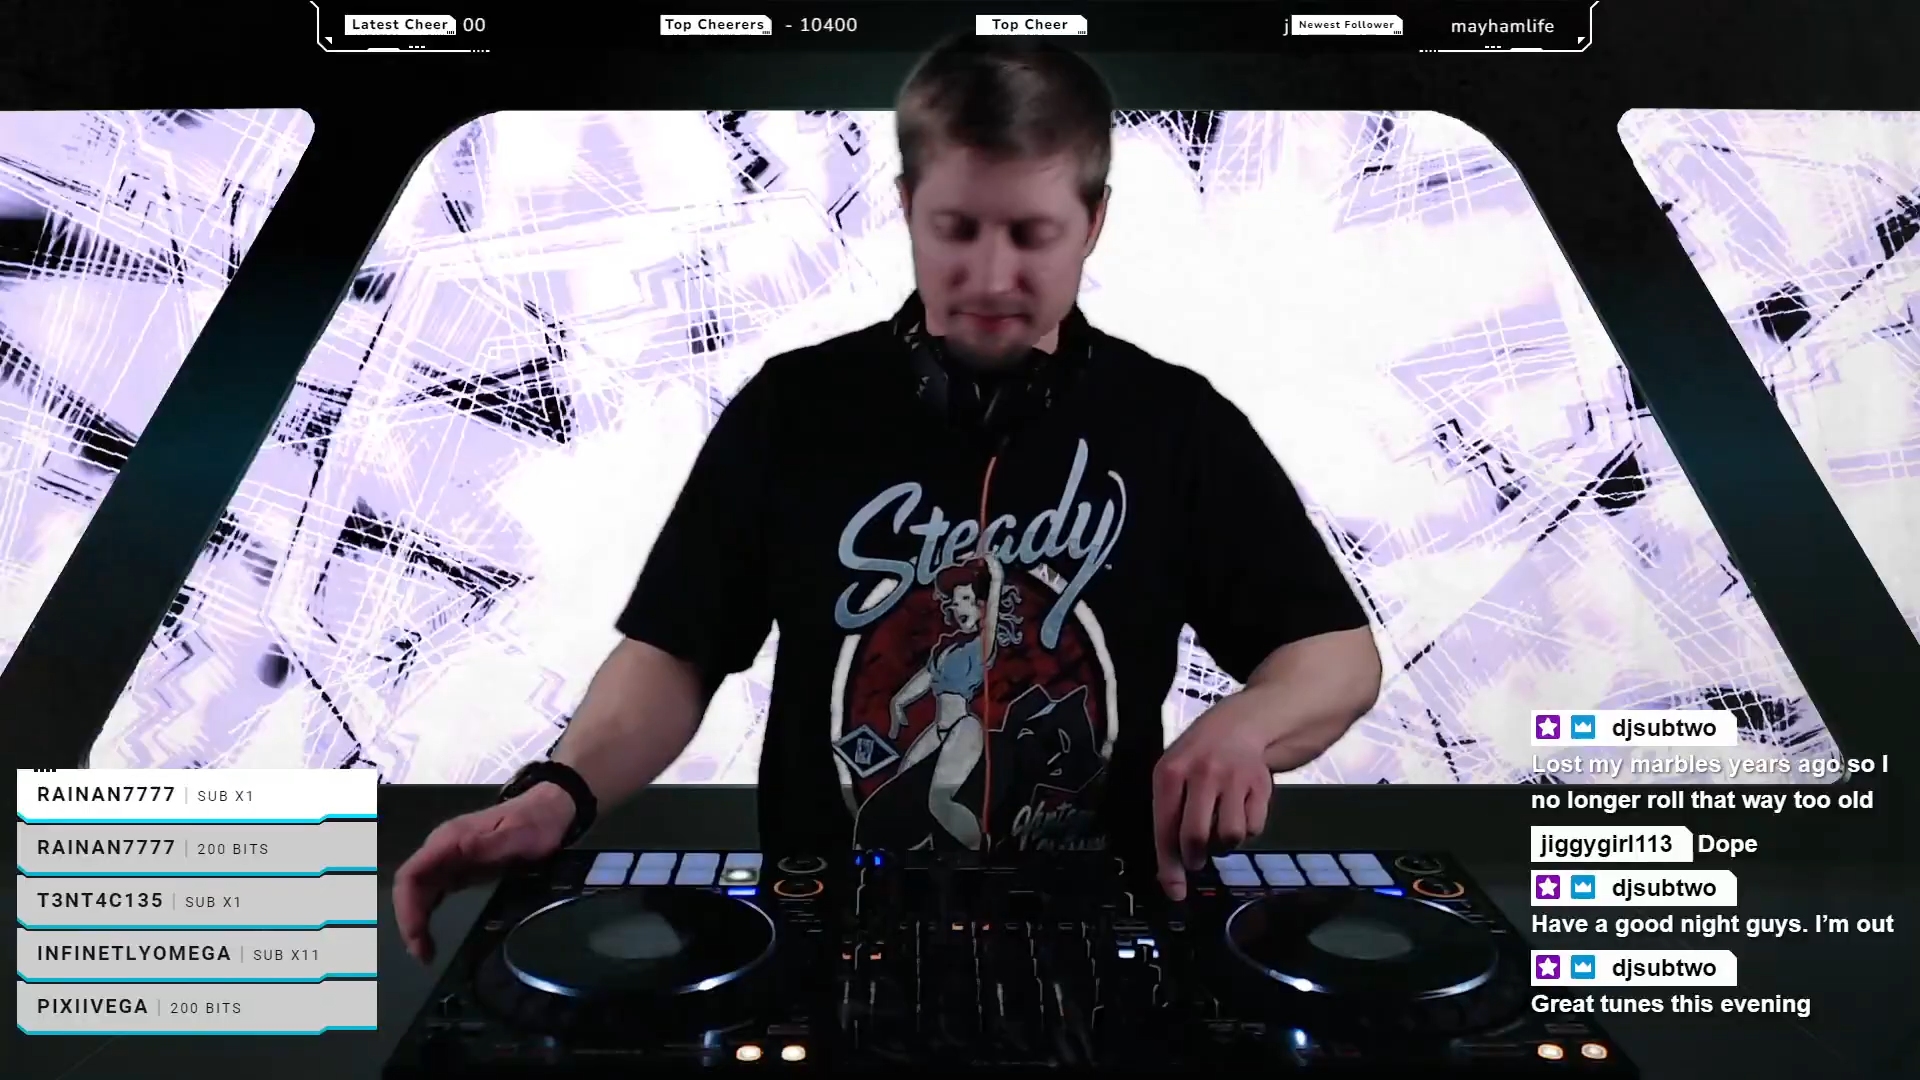 Latest Cheer 00
Top Cheerers - 10400
Top Cheer
j Newest Follower mayhamlife
Steady
RAINAN7777 | SUB X1
RAINAN7777 | 200 BITS
T3NT4C135 | SUB X1
INFINETLYOMEGA | SUB X11
PIXIIVEGA | 200 BITS
djsubtwo
Lost my marbles years ago so I
no longer roll that way too old
jiggygirl113 Dope
djsubtwo
Have a good night guys. I’m out
djsubtwo
Great tunes this evening